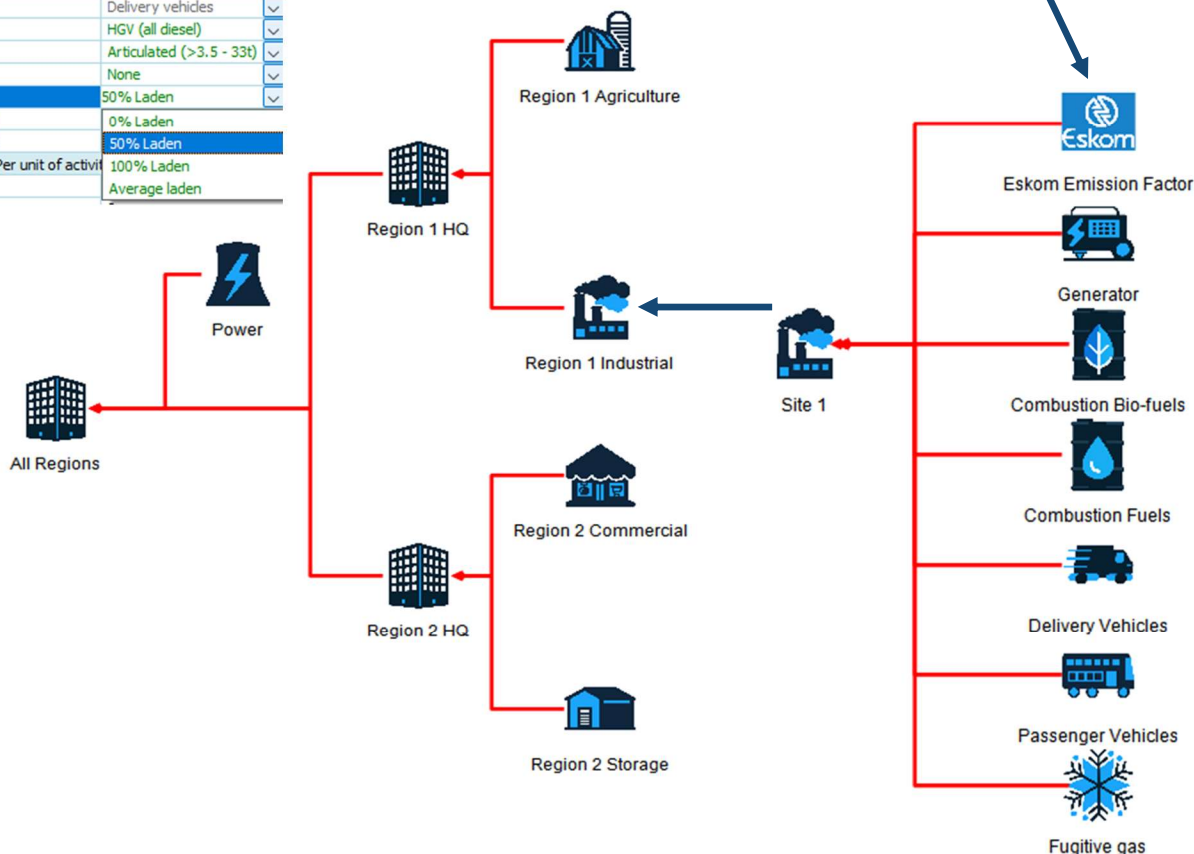 Delivery vehicles
HGV (all diesel)
Articulated (>3.5 - 33t)
None
50% Laden
0% Laden
50% Laden
Per unit of activit
100% Laden
Average laden
Region 1 Agriculture
Eskom
Eskom Emission Factor
Region 1 HQ
Generator
Power
Region 1 Industrial
Site 1
Combustion Bio-fuels
All Regions
Combustion Fuels
Region 2 Commercial
Delivery Vehicles
Region 2 HQ
Passenger Vehicles
Region 2 Storage
Fugitive gas